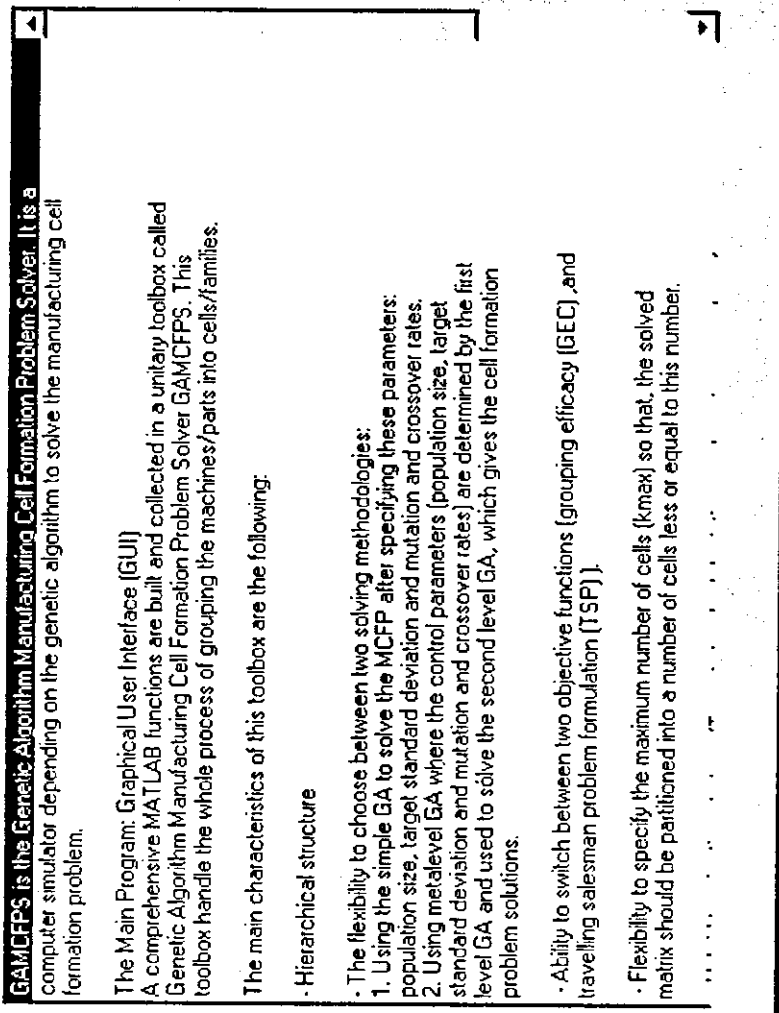 GAMCFPS is the Genetic Algorithm Manufacturing Cell Formation Problem Solver. It is a
computer simulator depending on the genetic algorithm to solve the manufacturing cell
formation problem.
The Main Program: Graphical User Interface (GUI)
A comprehensive MATLAB functions are built and collected in a unitary toolbox called
Genetic Algorithm Manufacturing Cell Formation Problem Solver GAMCFPS. This
toolbox handle the whole process of grouping the machines/parts into cells/families.
The main characteristics of this toolbox are the following:
- Hierarchical structure
- The flexibility to choose between two solving methodologies:
1. Using the simple GA to solve the MCFP after specifying these parameters:
population size, target standard deviation and mutation and crossover rates.
2. Using metalevel GA where the control parameters (population size, target
standard deviation and mutation and crossover rates) are determined by the first
level GA and used to solve the second level GA, which gives the cell formation
problem solutions.
- Ability to switch between two objective functions (grouping efficacy (GEC) ,and
travelling salesman problem formulation (TSP) ).
- Flexibility to specify the maximum number of cells (kmax) so that, the solved
matrix should be partitioned into a number of cells less or equal to this number.